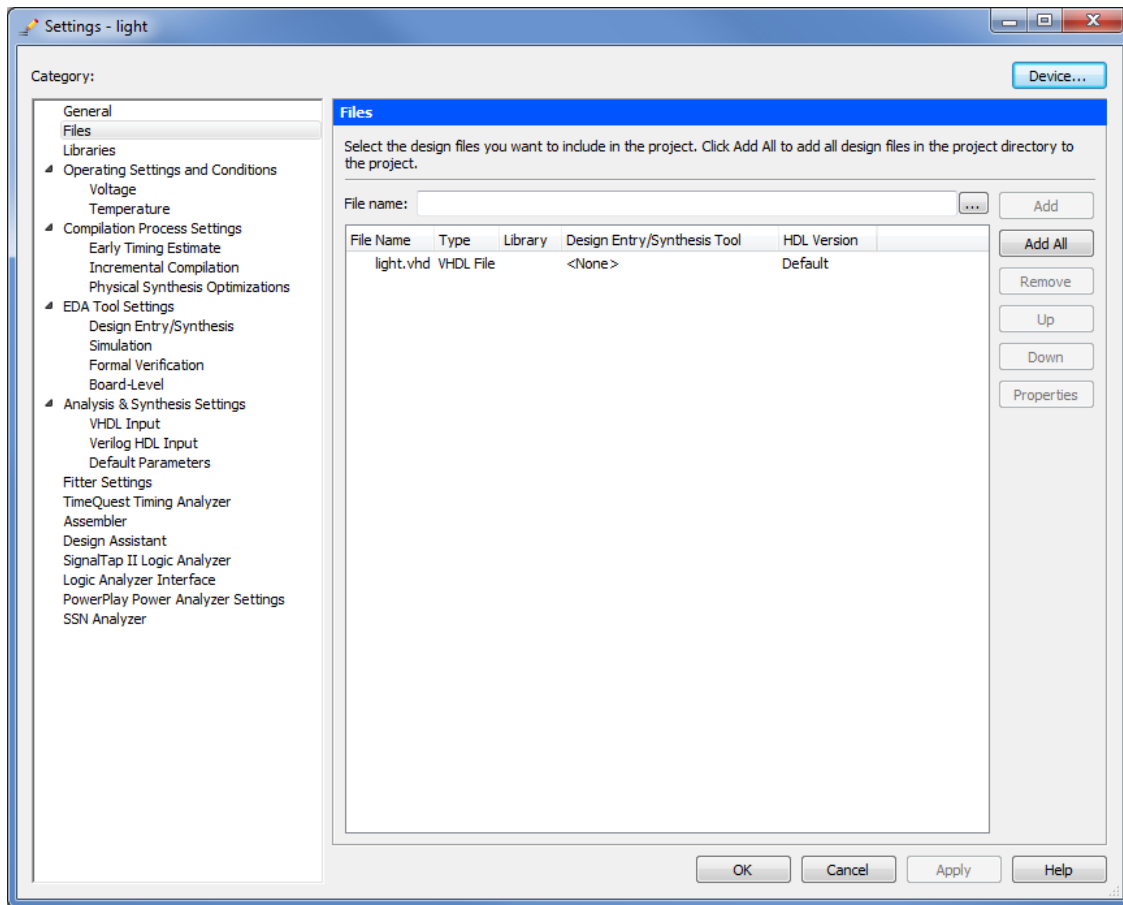 Settings - light
Category:
Device...
General
Files
Libraries
Operating Settings and Conditions
Voltage
Temperature
Compilation Process Settings
Early Timing Estimate
Incremental Compilation
Physical Synthesis Optimizations
EDA Tool Settings
Design Entry/Synthesis
Simulation
Formal Verification
Board-Level
Analysis & Synthesis Settings
VHDL Input
Verilog HDL Input
Default Parameters
Fitter Settings
TimeQuest Timing Analyzer
Assembler
Design Assistant
SignalTap II Logic Analyzer
Logic Analyzer Interface
PowerPlay Power Analyzer Settings
SSN Analyzer
Files
Select the design files you want to include in the project. Click Add All to add all design files in the project directory to
the project.
File name:
...
Add
File Name Type Library Design Entry/Synthesis Tool HDL Version
light.vhd VHDL File <None> Default
Add All
Remove
Up
Down
Properties
OK
Cancel
Apply
Help